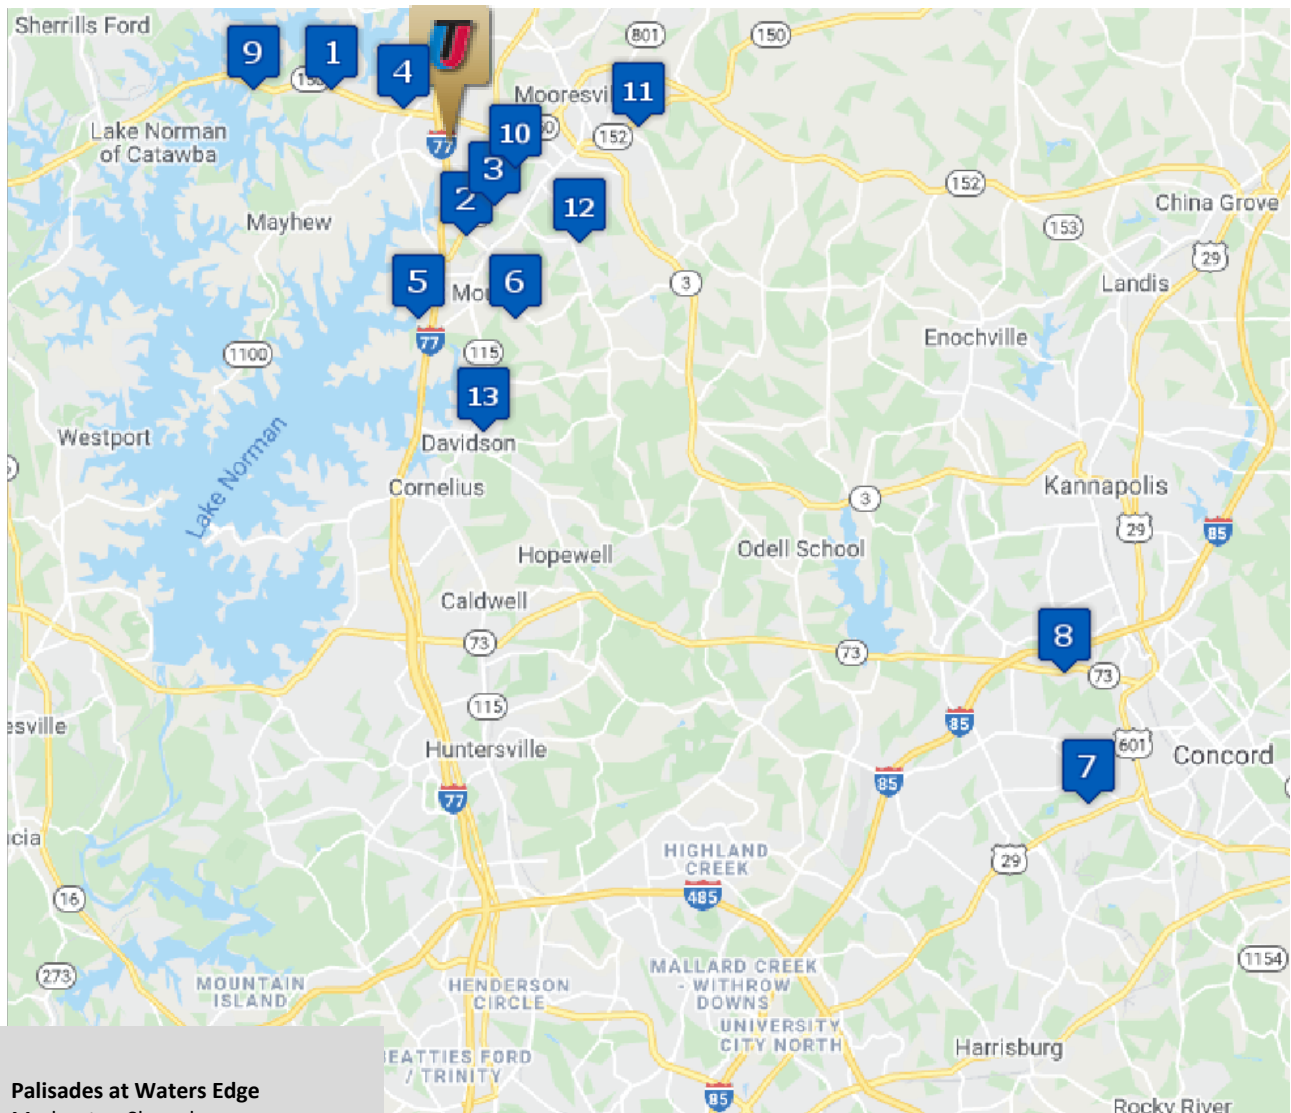 Sherrills Ford
9
1
4
TJ
801
150
11
Mooresvi
10
152
Lake Norman
of Catawba
77
3
2
12
152
China Grove
153
29
Mayhew
5
6
Mou
3
Landis
Enochville
1100
77
115
13
Westport
Davidson
Lake Norman
Cornelius
Kannapolis
3
29
85
Odell School
Hopewell
Caldwell
73
73
8
73
115
85
esville
Huntersville
601
Concord
7
85
77
cia
HIGHLAND
CREEK
29
485
16
273
MOUNTAIN
ISLAND
HENDERSON
CIRCLE
MALLARD CREEK
- WITHROW
DOWNS
1154
UNIVERSITY
CITY NORTH
Harrisburg
BEATTIES FORD
/ TRINITY
85
Rocky River
Palisades at Waters Edge